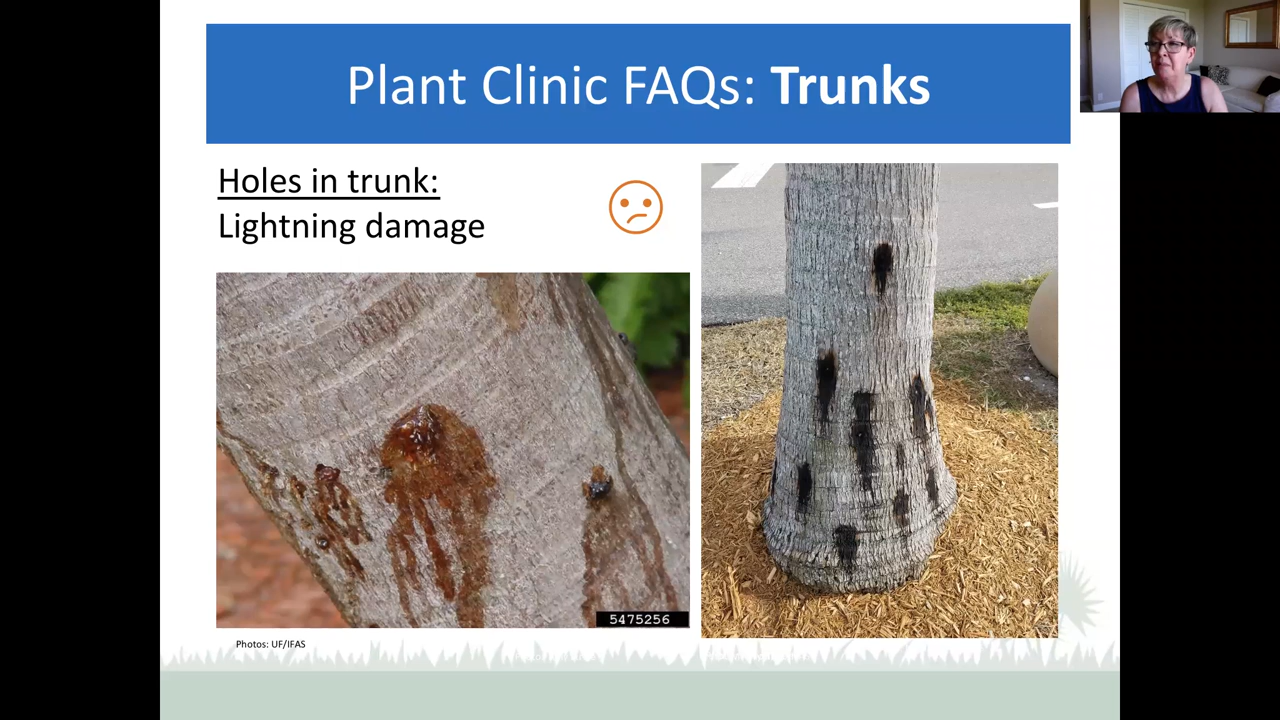 Plant Clinic FAQs: Trunks
Holes in trunk:
Lightning damage
5475256
Photos: UF/IFAS